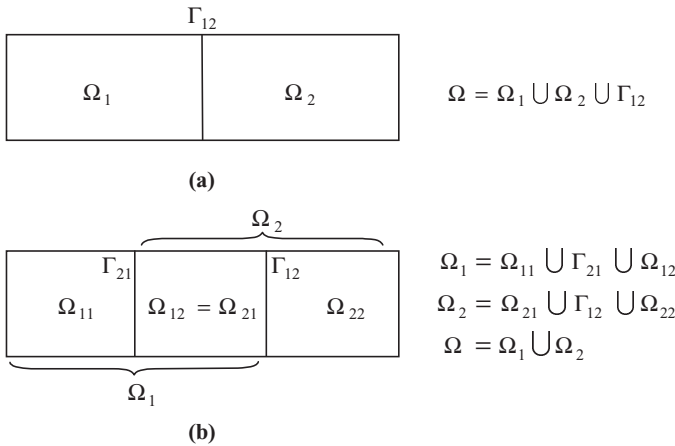 Γ₁₂
Ω₁ Ω₂ Ω = Ω₁ ⋃ Ω₂ ⋃ Γ₁₂
(a)
Ω₂
Γ₂₁ Γ₁₂ Ω₁ = Ω₁₁ ⋃ Γ₂₁ ⋃ Ω₁₂
Ω₁₁ Ω₁₂ = Ω₂₁ Ω₂₂ Ω₂ = Ω₂₁ ⋃ Γ₁₂ ⋃ Ω₂₂
Ω = Ω₁ ⋃ Ω₂
Ω₁
(b)